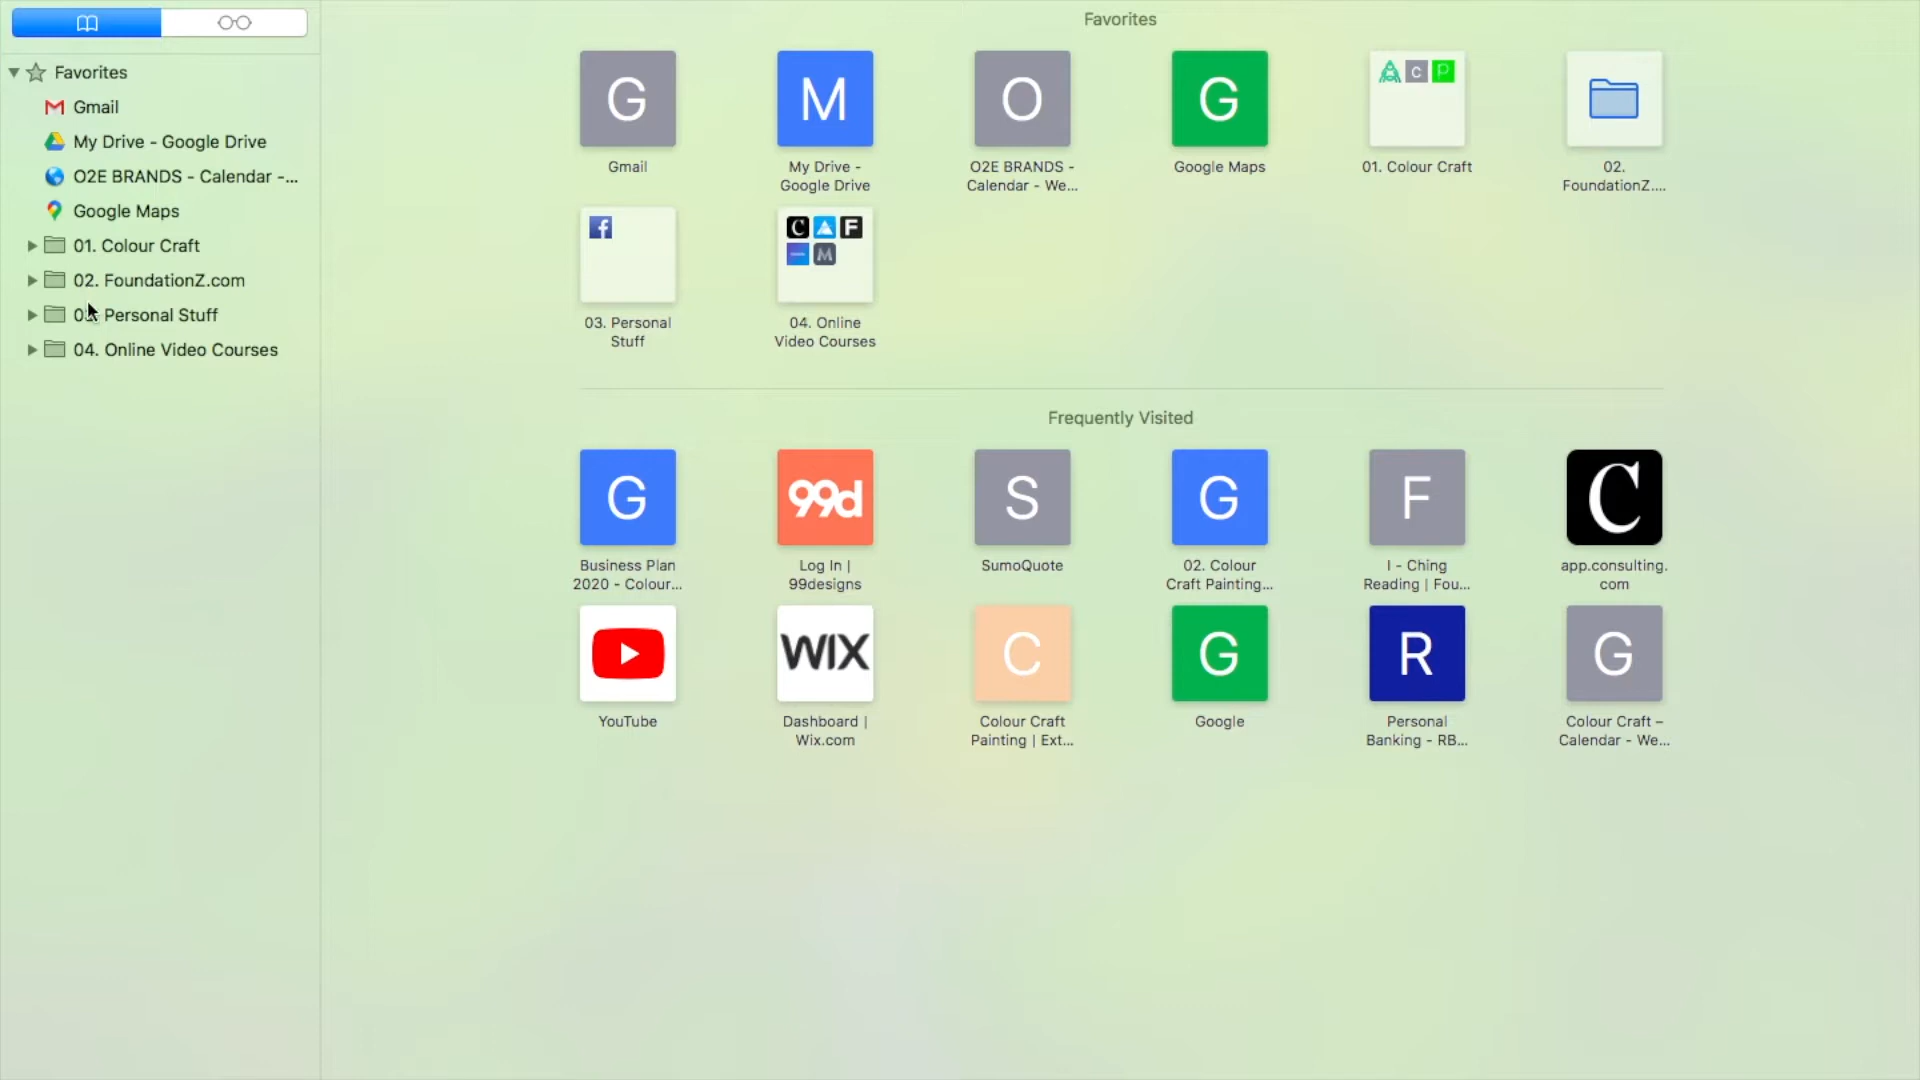 Favorites
Gmail
My Drive - Google Drive
O2E BRANDS - Calendar -...
Google Maps
01. Colour Craft
02. FoundationZ.com
Personal Stuff
04. Online Video Courses
Favorites
G
M
O
G
C
P
Gmail
My Drive -
Google Drive
O2E BRANDS -
Calendar - We...
Google Maps
01. Colour Craft
02.
FoundationZ....
f
C
F
M
03. Personal
Stuff
04. Online
Video Courses
Frequently Visited
G
99d
S
G
F
C
Business Plan
2020 - Colour...
Log In |
99designs
SumoQuote
02. Colour
Craft Painting...
I - Ching
Reading | Fou...
app.consulting.
com
WIX
C
G
R
G
YouTube
Dashboard |
Wix.com
Colour Craft
Painting | Ext...
Google
Personal
Banking - RB...
Colour Craft –
Calendar - We...